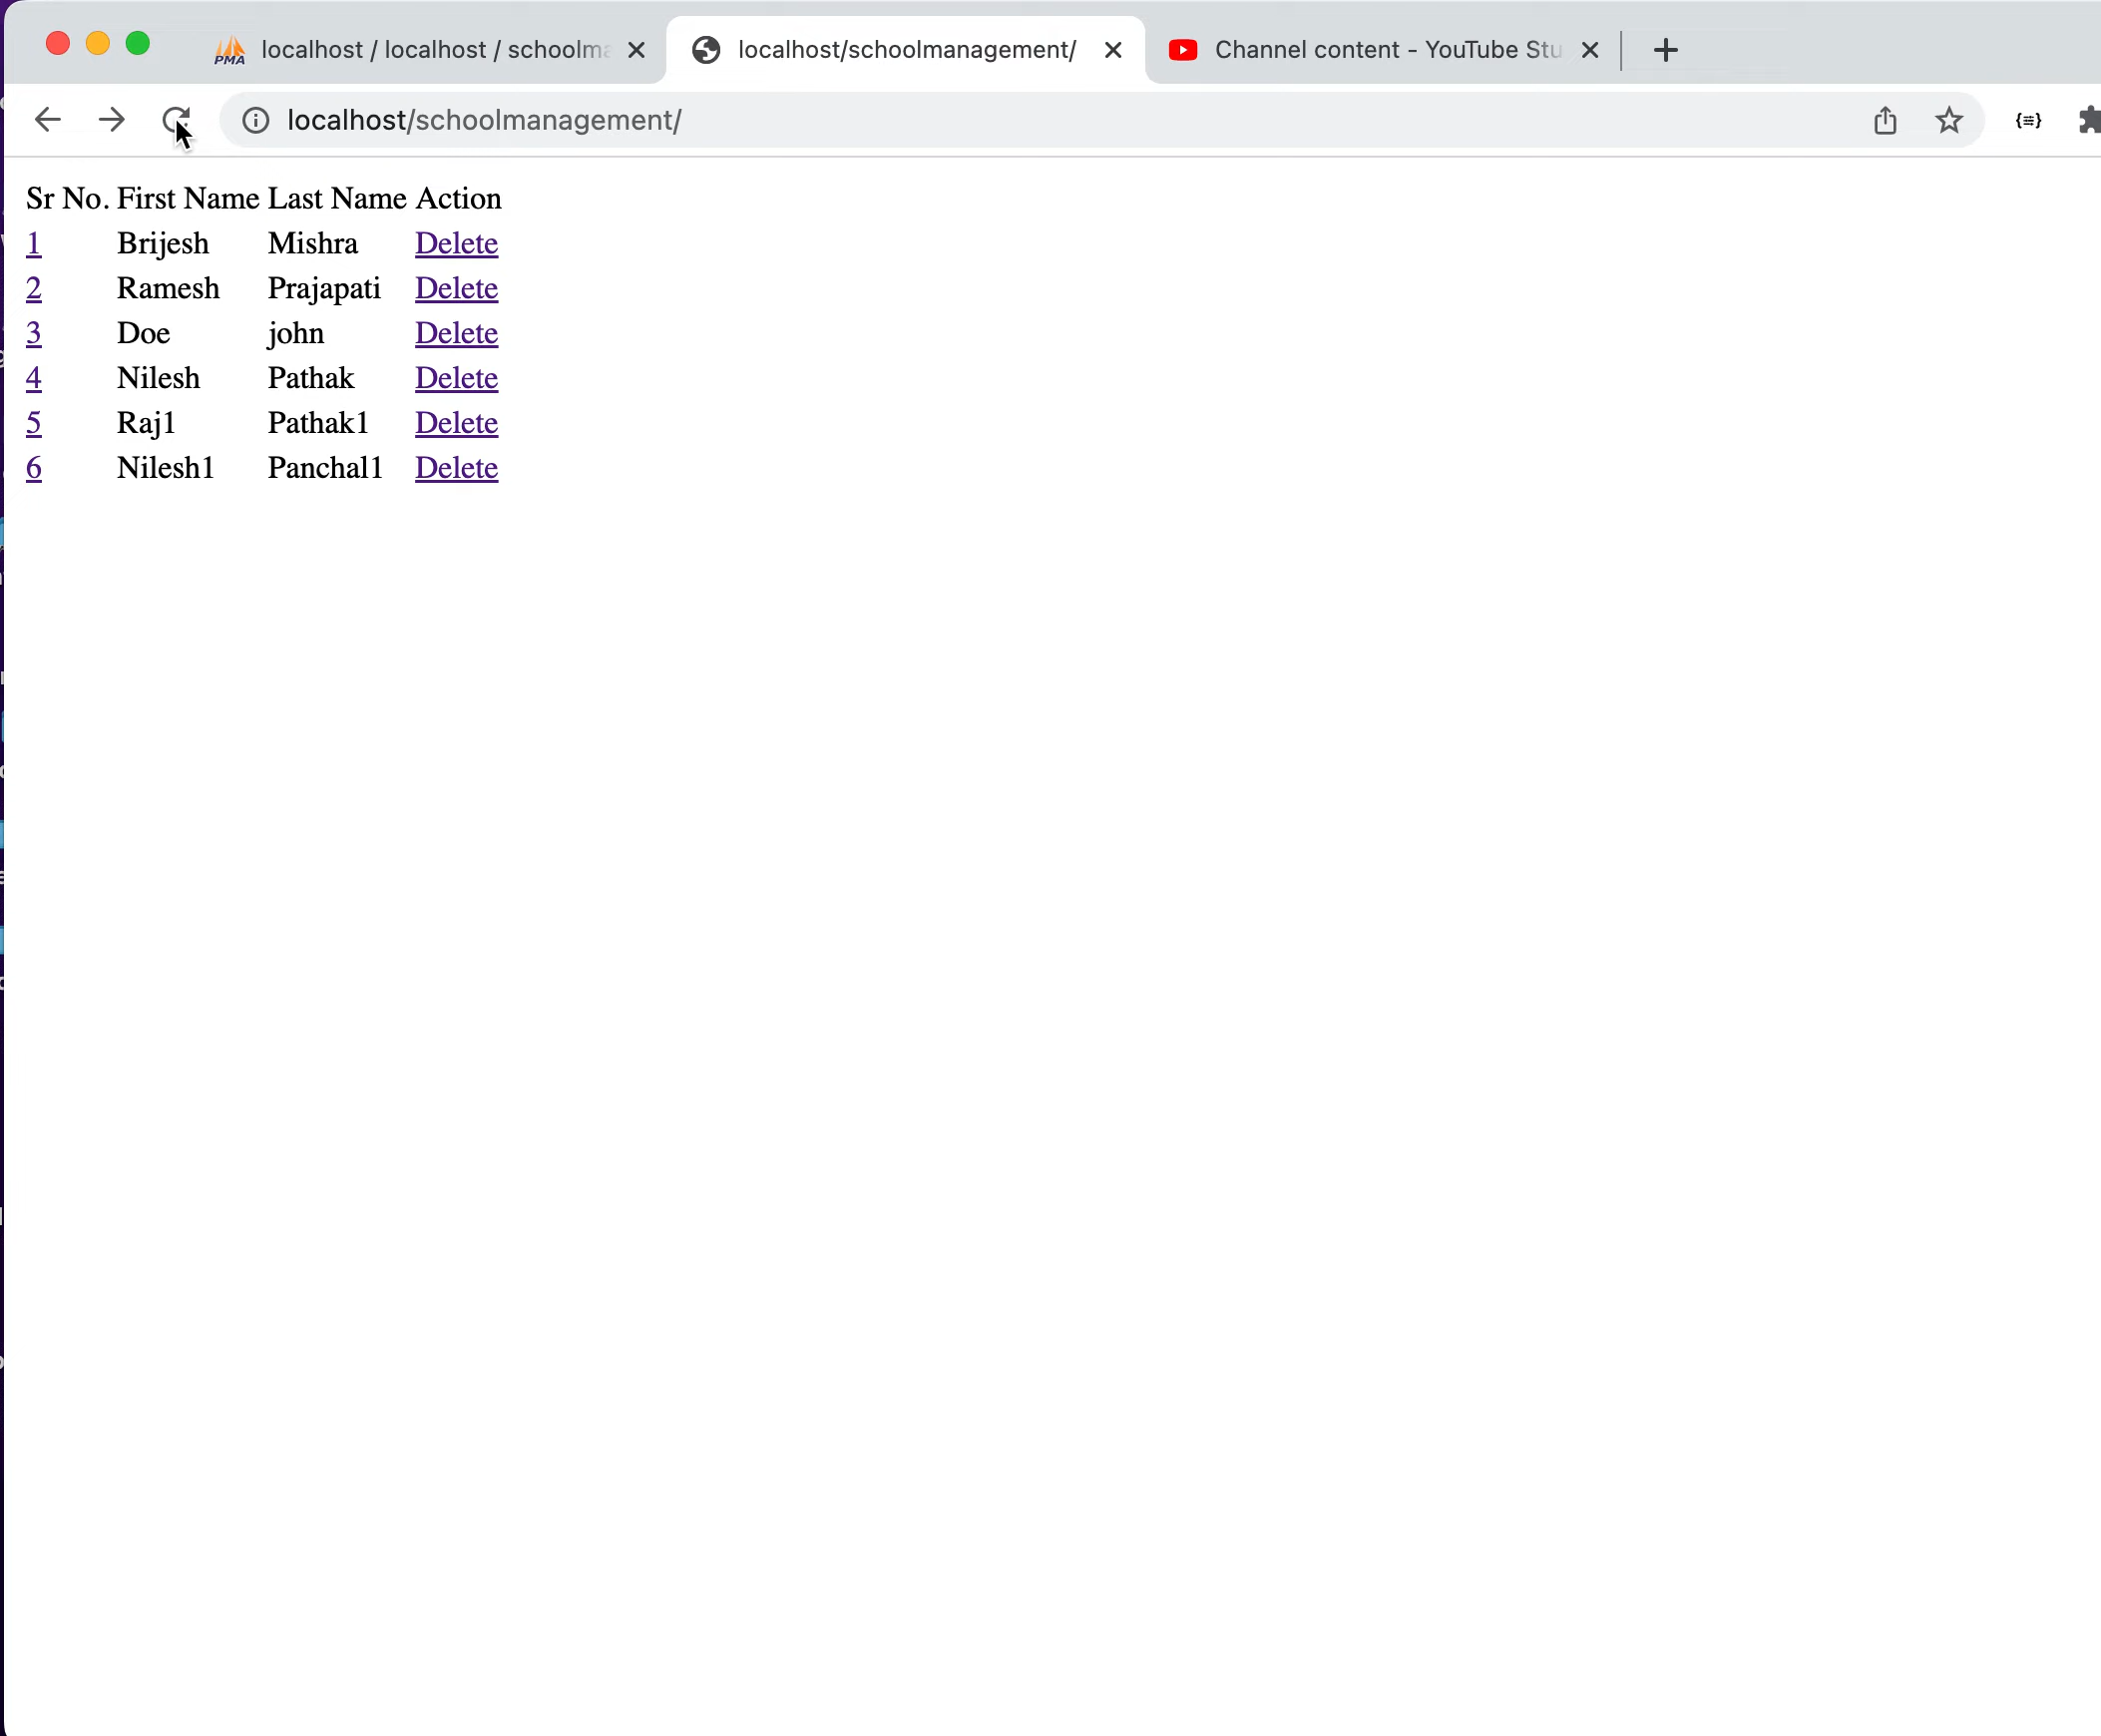 PMA localhost / localhost / schoolma
localhost/schoolmanagement/
Channel content - YouTube Stu
localhost/schoolmanagement/
Sr No. First Name Last Name Action
1 Brijesh Mishra Delete
2 Ramesh Prajapati Delete
3 Doe john Delete
4 Nilesh Pathak Delete
5 Raj1 Pathak1 Delete
6 Nilesh1 Panchal1 Delete